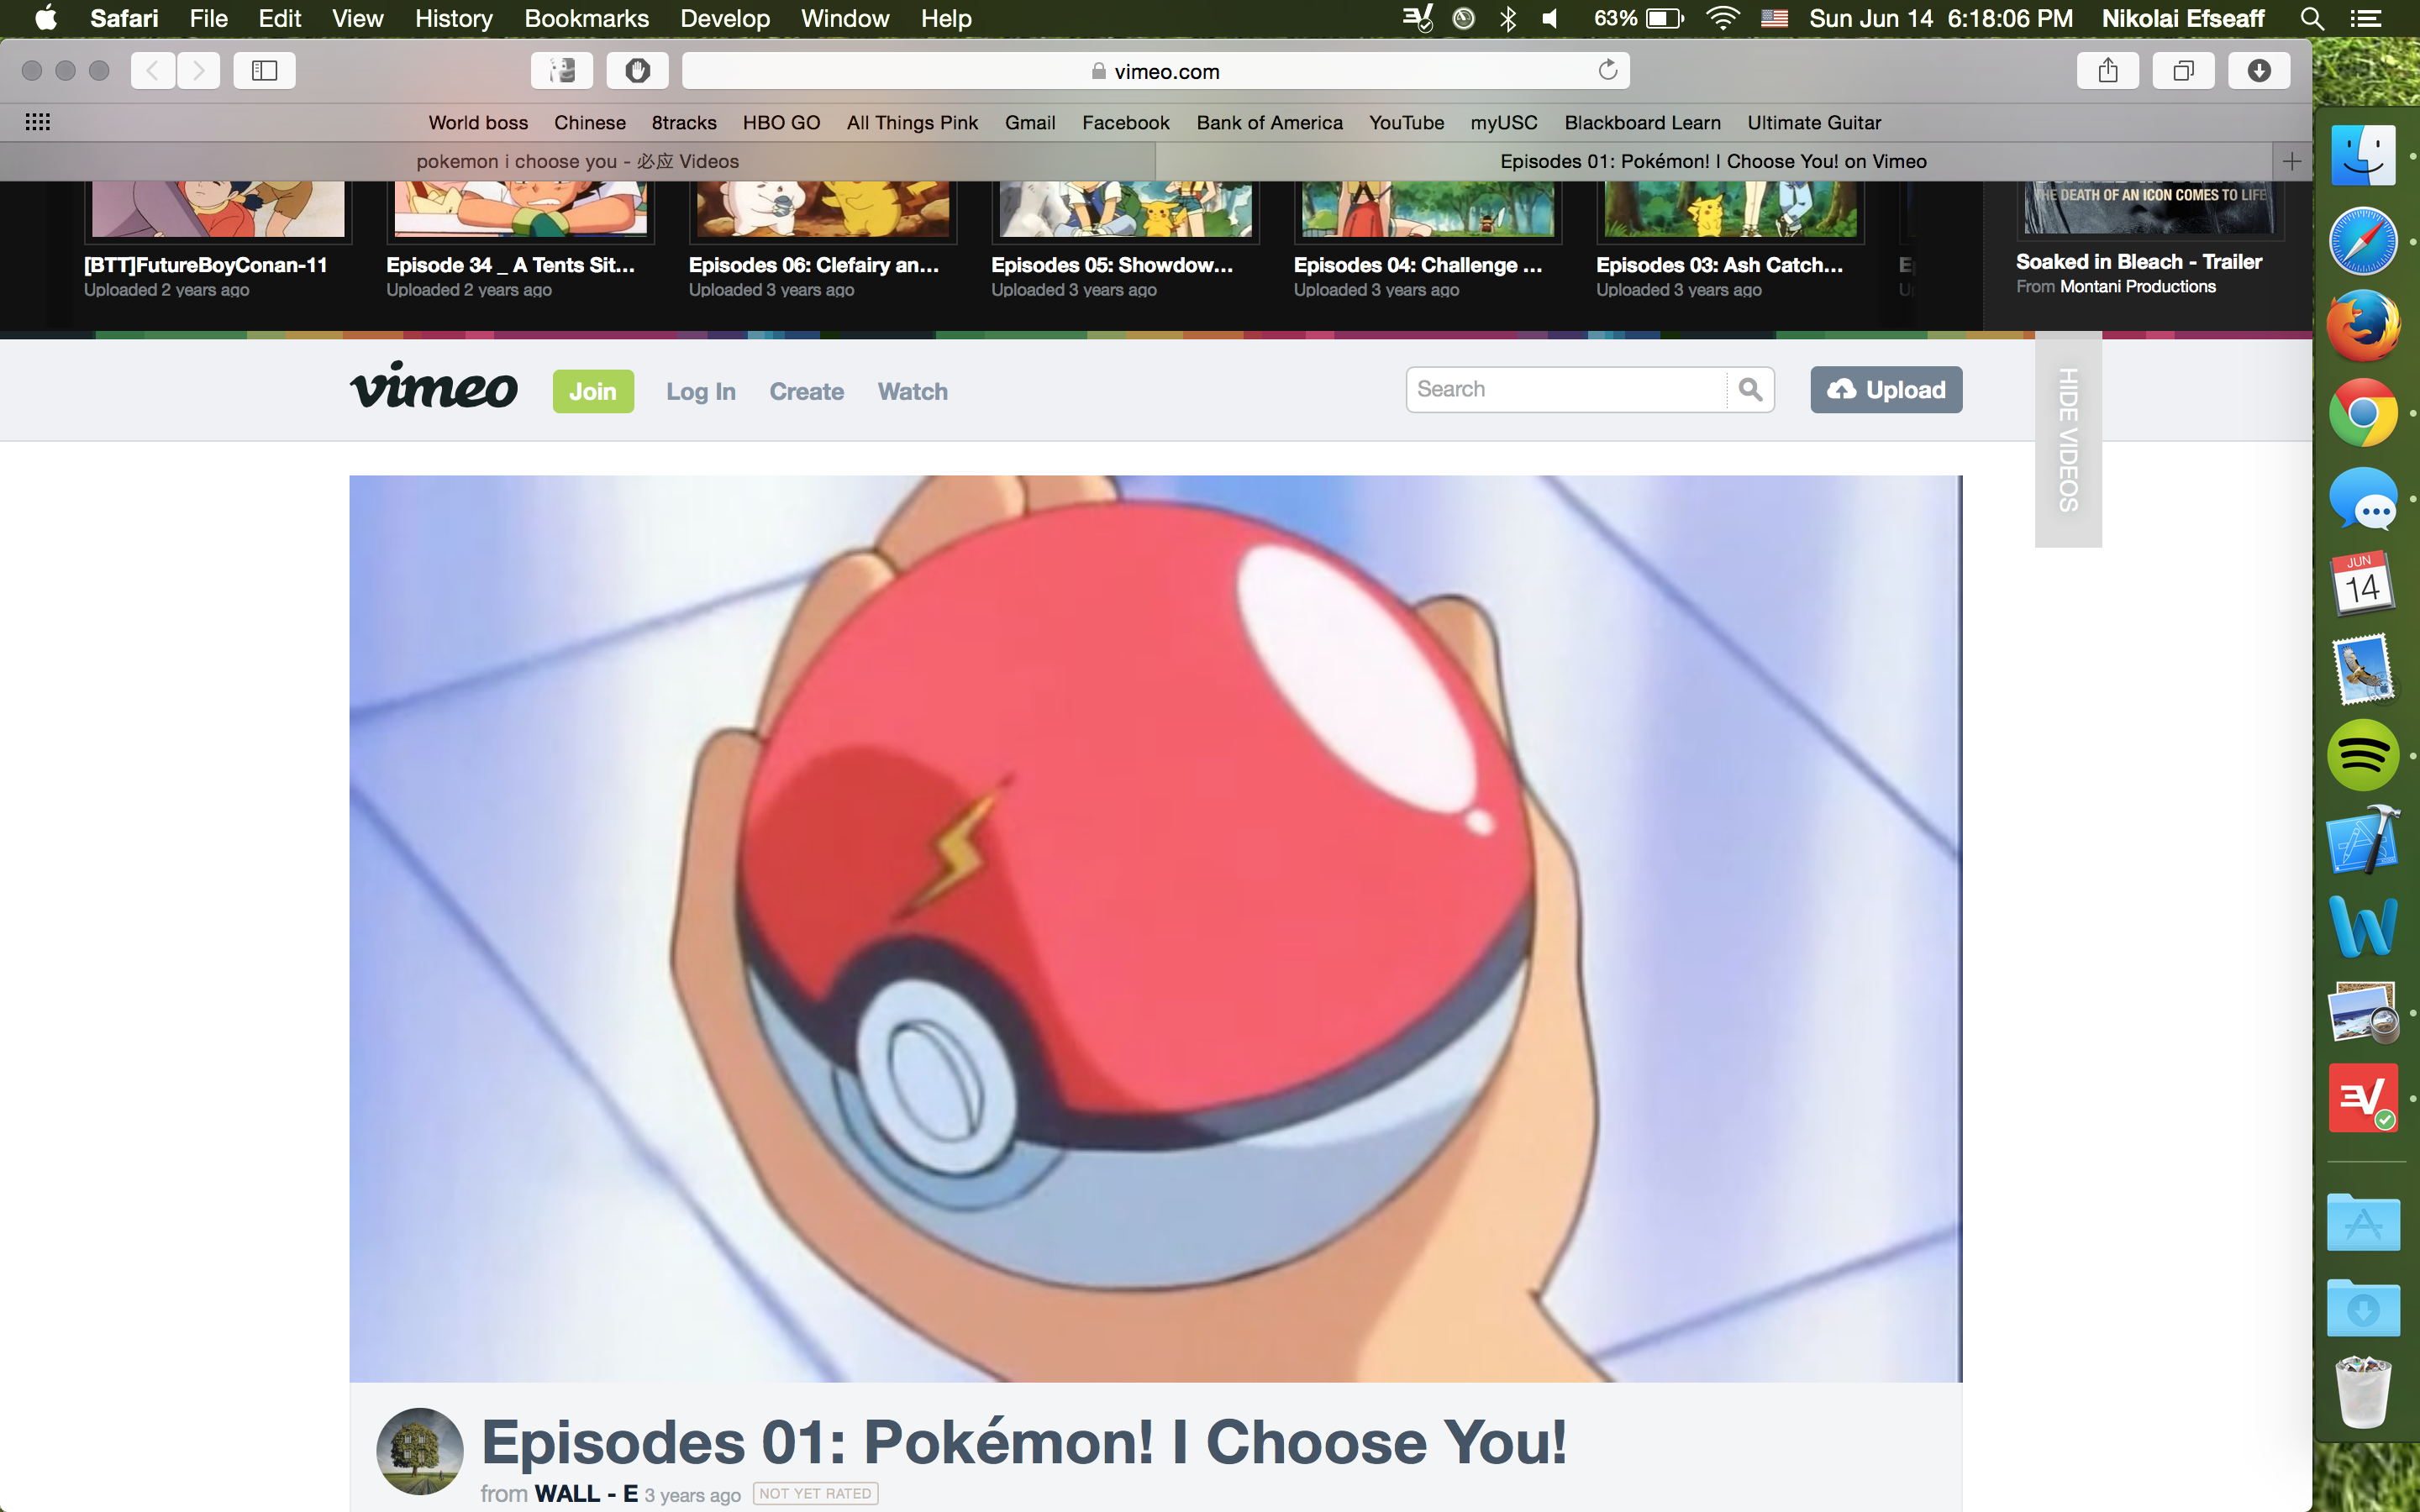 Safari File Edit View History Bookmarks Develop Window Help 63% Sun Jun 14 6:18:06 PM Nikolai Efseaff
vimeo.com
World boss Chinese 8tracks HBO GO All Things Pink Gmail Facebook Bank of America YouTube myUSC Blackboard Learn Ultimate Guitar
pokemon i choose you - 必应 Videos
Episodes 01: Pokémon! I Choose You! on Vimeo
THE DEATH OF AN ICON COMES TO LIFE
[BTT]FutureBoyConan-11
Uploaded 2 years ago
Episode 34 _ A Tents Sit...
Uploaded 2 years ago
Episodes 06: Clefairy an...
Uploaded 3 years ago
Episodes 05: Showdow...
Uploaded 3 years ago
Episodes 04: Challenge ...
Uploaded 3 years ago
Episodes 03: Ash Catch...
Uploaded 3 years ago
Soaked in Bleach - Trailer
From Montani Productions
vimeo Join Log In Create Watch Search Upload
HIDE VIDEOS
JUN
14
Episodes 01: Pokémon! I Choose You!
from WALL - E 3 years ago NOT YET RATED